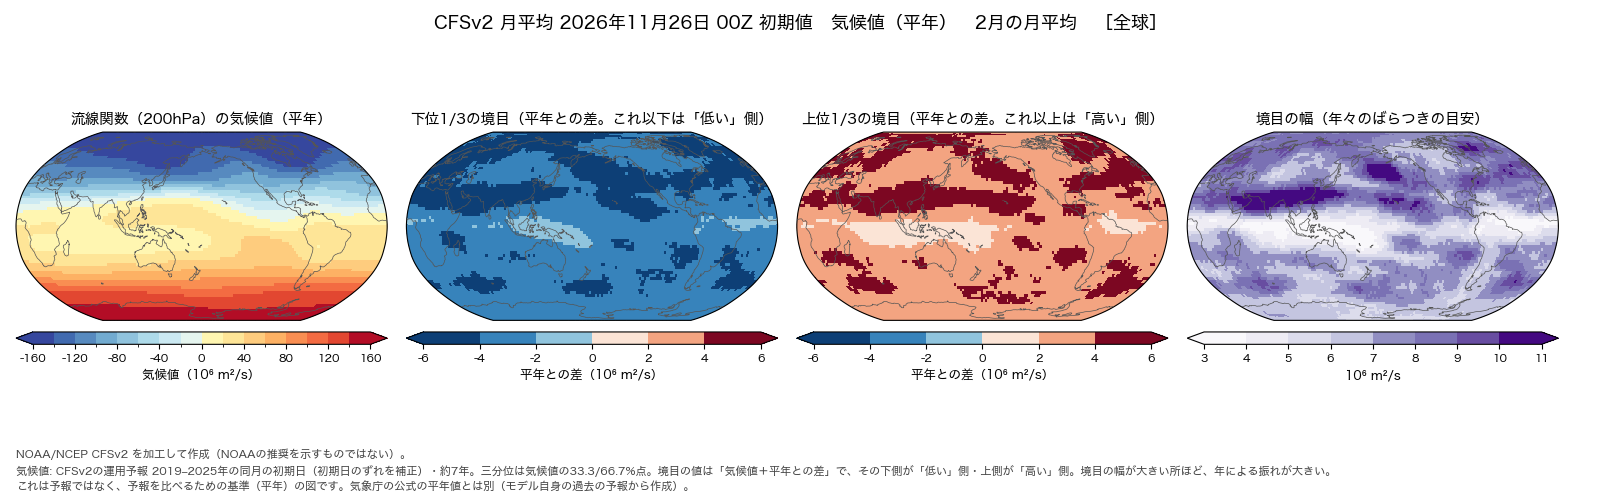 CFSv2 月平均 2026年11月26日 00Z 初期値　気候値（平年）　2月の月平均　［全球］
流線関数（200hPa）の気候値（平年）
下位1/3の境目（平年との差。これ以下は「低い」側）
上位1/3の境目（平年との差。これ以上は「高い」側）
境目の幅（年々のばらつきの目安）
-160 -120 -80 -40 0 40 80 120 160
-6 -4 -2 0 2 4 6
-6 -4 -2 0 2 4 6
3 4 5 6 7 8 9 10 11
気候値（10⁶ m²/s）
平年との差（10⁶ m²/s）
平年との差（10⁶ m²/s）
10⁶ m²/s
NOAA/NCEP CFSv2 を加工して作成（NOAAの推奨を示すものではない）。
気候値: CFSv2の運用予報 2019–2025年の同月の初期日（初期日のずれを補正）・約7年。三分位は気候値の33.3/66.7%点。境目の値は「気候値＋平年との差」で、その下側が「低い」側・上側が「高い」側。境目の幅が大きい所ほど、年による振れが大きい。
これは予報ではなく、予報を比べるための基準（平年）の図です。気象庁の公式の平年値とは別（モデル自身の過去の予報から作成）。